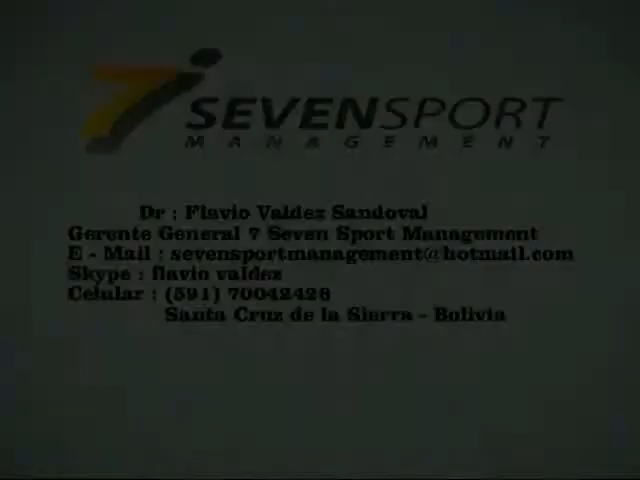 7 SEVENSPORT
MANAGEMENT
Dr : Flavio Valdez Sandoval
Gerente General 7 Seven Sport Management
E - Mail : sevensportmanagement@hotmail.com
Skype : flavio valdez
Celular : (591) 70042428
Santa Cruz de la Sierra - Bolivia